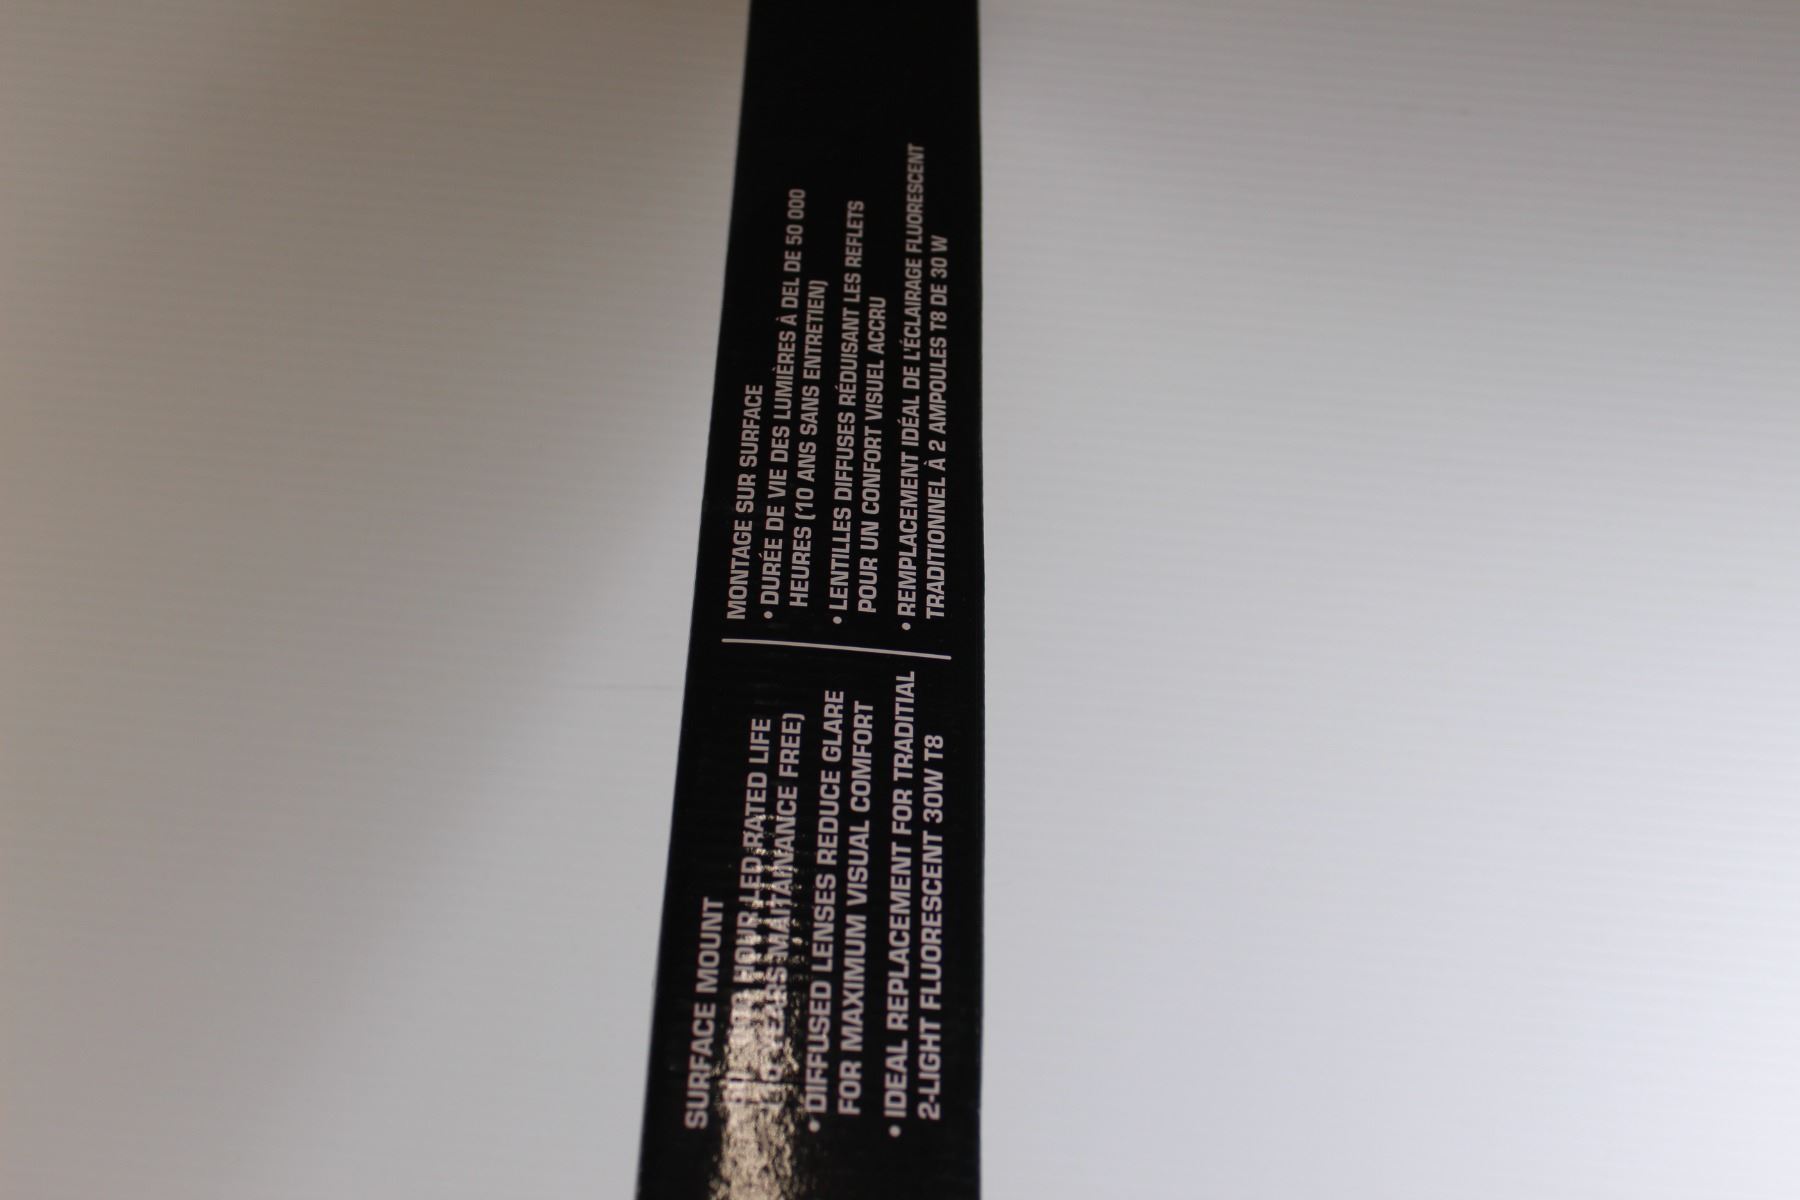 SURFACE MOUNT
HOUR LED RATED LIFE
YEARS MAITAINANCE FREE)
• DIFFUSED LENSES REDUCE GLARE
FOR MAXIMUM VISUAL COMFORT
• IDEAL REPLACEMENT FOR TRADITIAL
2-LIGHT FLUORESCENT 30W T8
MONTAGE SUR SURFACE
• DURÉE DE VIE DES LUMIÈRES À DEL DE 50 000
HEURES (10 ANS SANS ENTRETIEN)
• LENTILLES DIFFUSES RÉDUISANT LES REFLETS
POUR UN CONFORT VISUEL ACCRU
• REMPLACEMENT IDÉAL DE L'ÉCLAIRAGE FLUORESCENT
TRADITIONNEL À 2 AMPOULES T8 DE 30 W